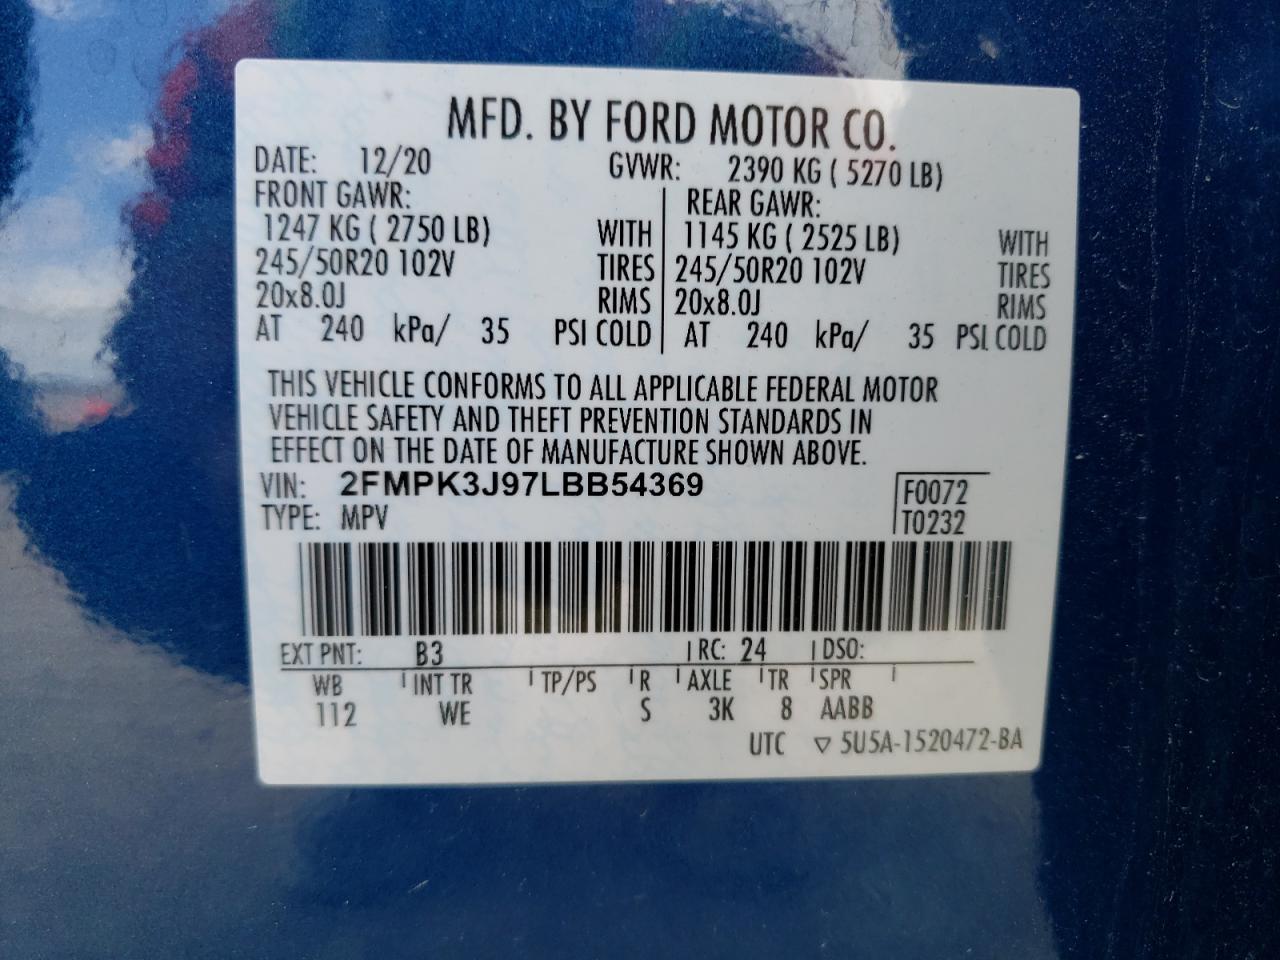 MFD. BY FORD MOTOR CO.
DATE: 12/20 GVWR: 2390 KG ( 5270 LB)
FRONT GAWR: REAR GAWR:
1247 KG ( 2750 LB) WITH 1145 KG ( 2525 LB) WITH
245/50R20 102V TIRES 245/50R20 102V TIRES
20x8.0J RIMS 20x8.0J RIMS
AT 240 kPa/ 35 PSI COLD AT 240 kPa/ 35 PSI COLD
THIS VEHICLE CONFORMS TO ALL APPLICABLE FEDERAL MOTOR
VEHICLE SAFETY AND THEFT PREVENTION STANDARDS IN
EFFECT ON THE DATE OF MANUFACTURE SHOWN ABOVE.
VIN: 2FMPK3J97LBB54369 F0072
TYPE: MPV T0232
EXT PNT: B3 RC: 24 DSO:
WB INT TR TP/PS R AXLE TR SPR
112 WE S 3K 8 AABB
UTC ▽ 5U5A-1520472-BA